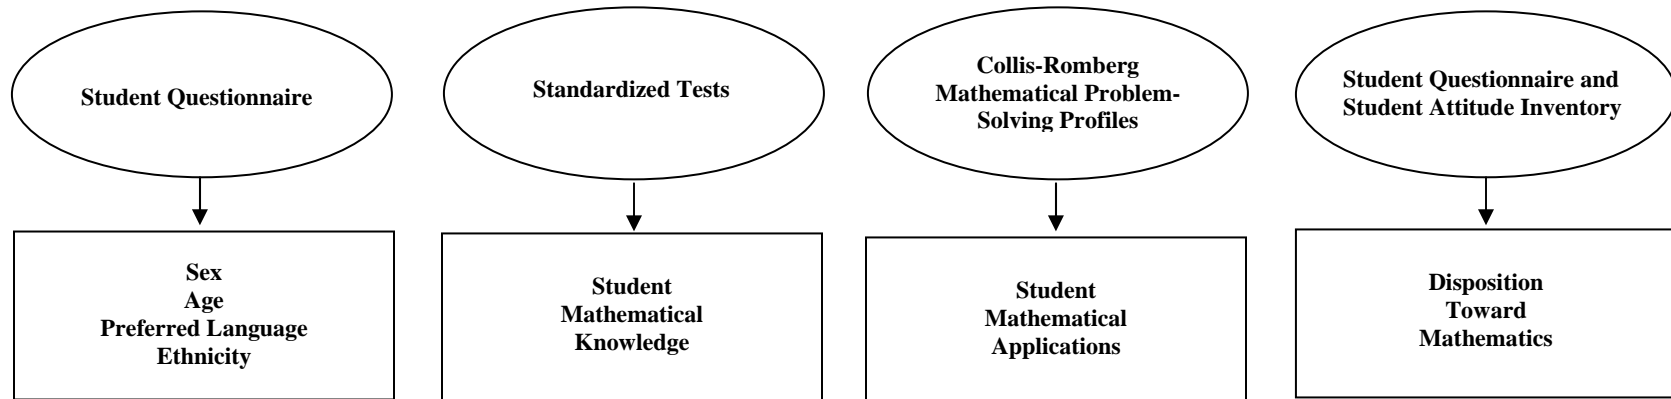 Student Questionnaire
Standardized Tests
Collis-Romberg
Mathematical Problem-
Solving Profiles
Student Questionnaire and
Student Attitude Inventory
Sex
Age
Preferred Language
Ethnicity
Student
Mathematical
Knowledge
Student
Mathematical
Applications
Disposition
Toward
Mathematics